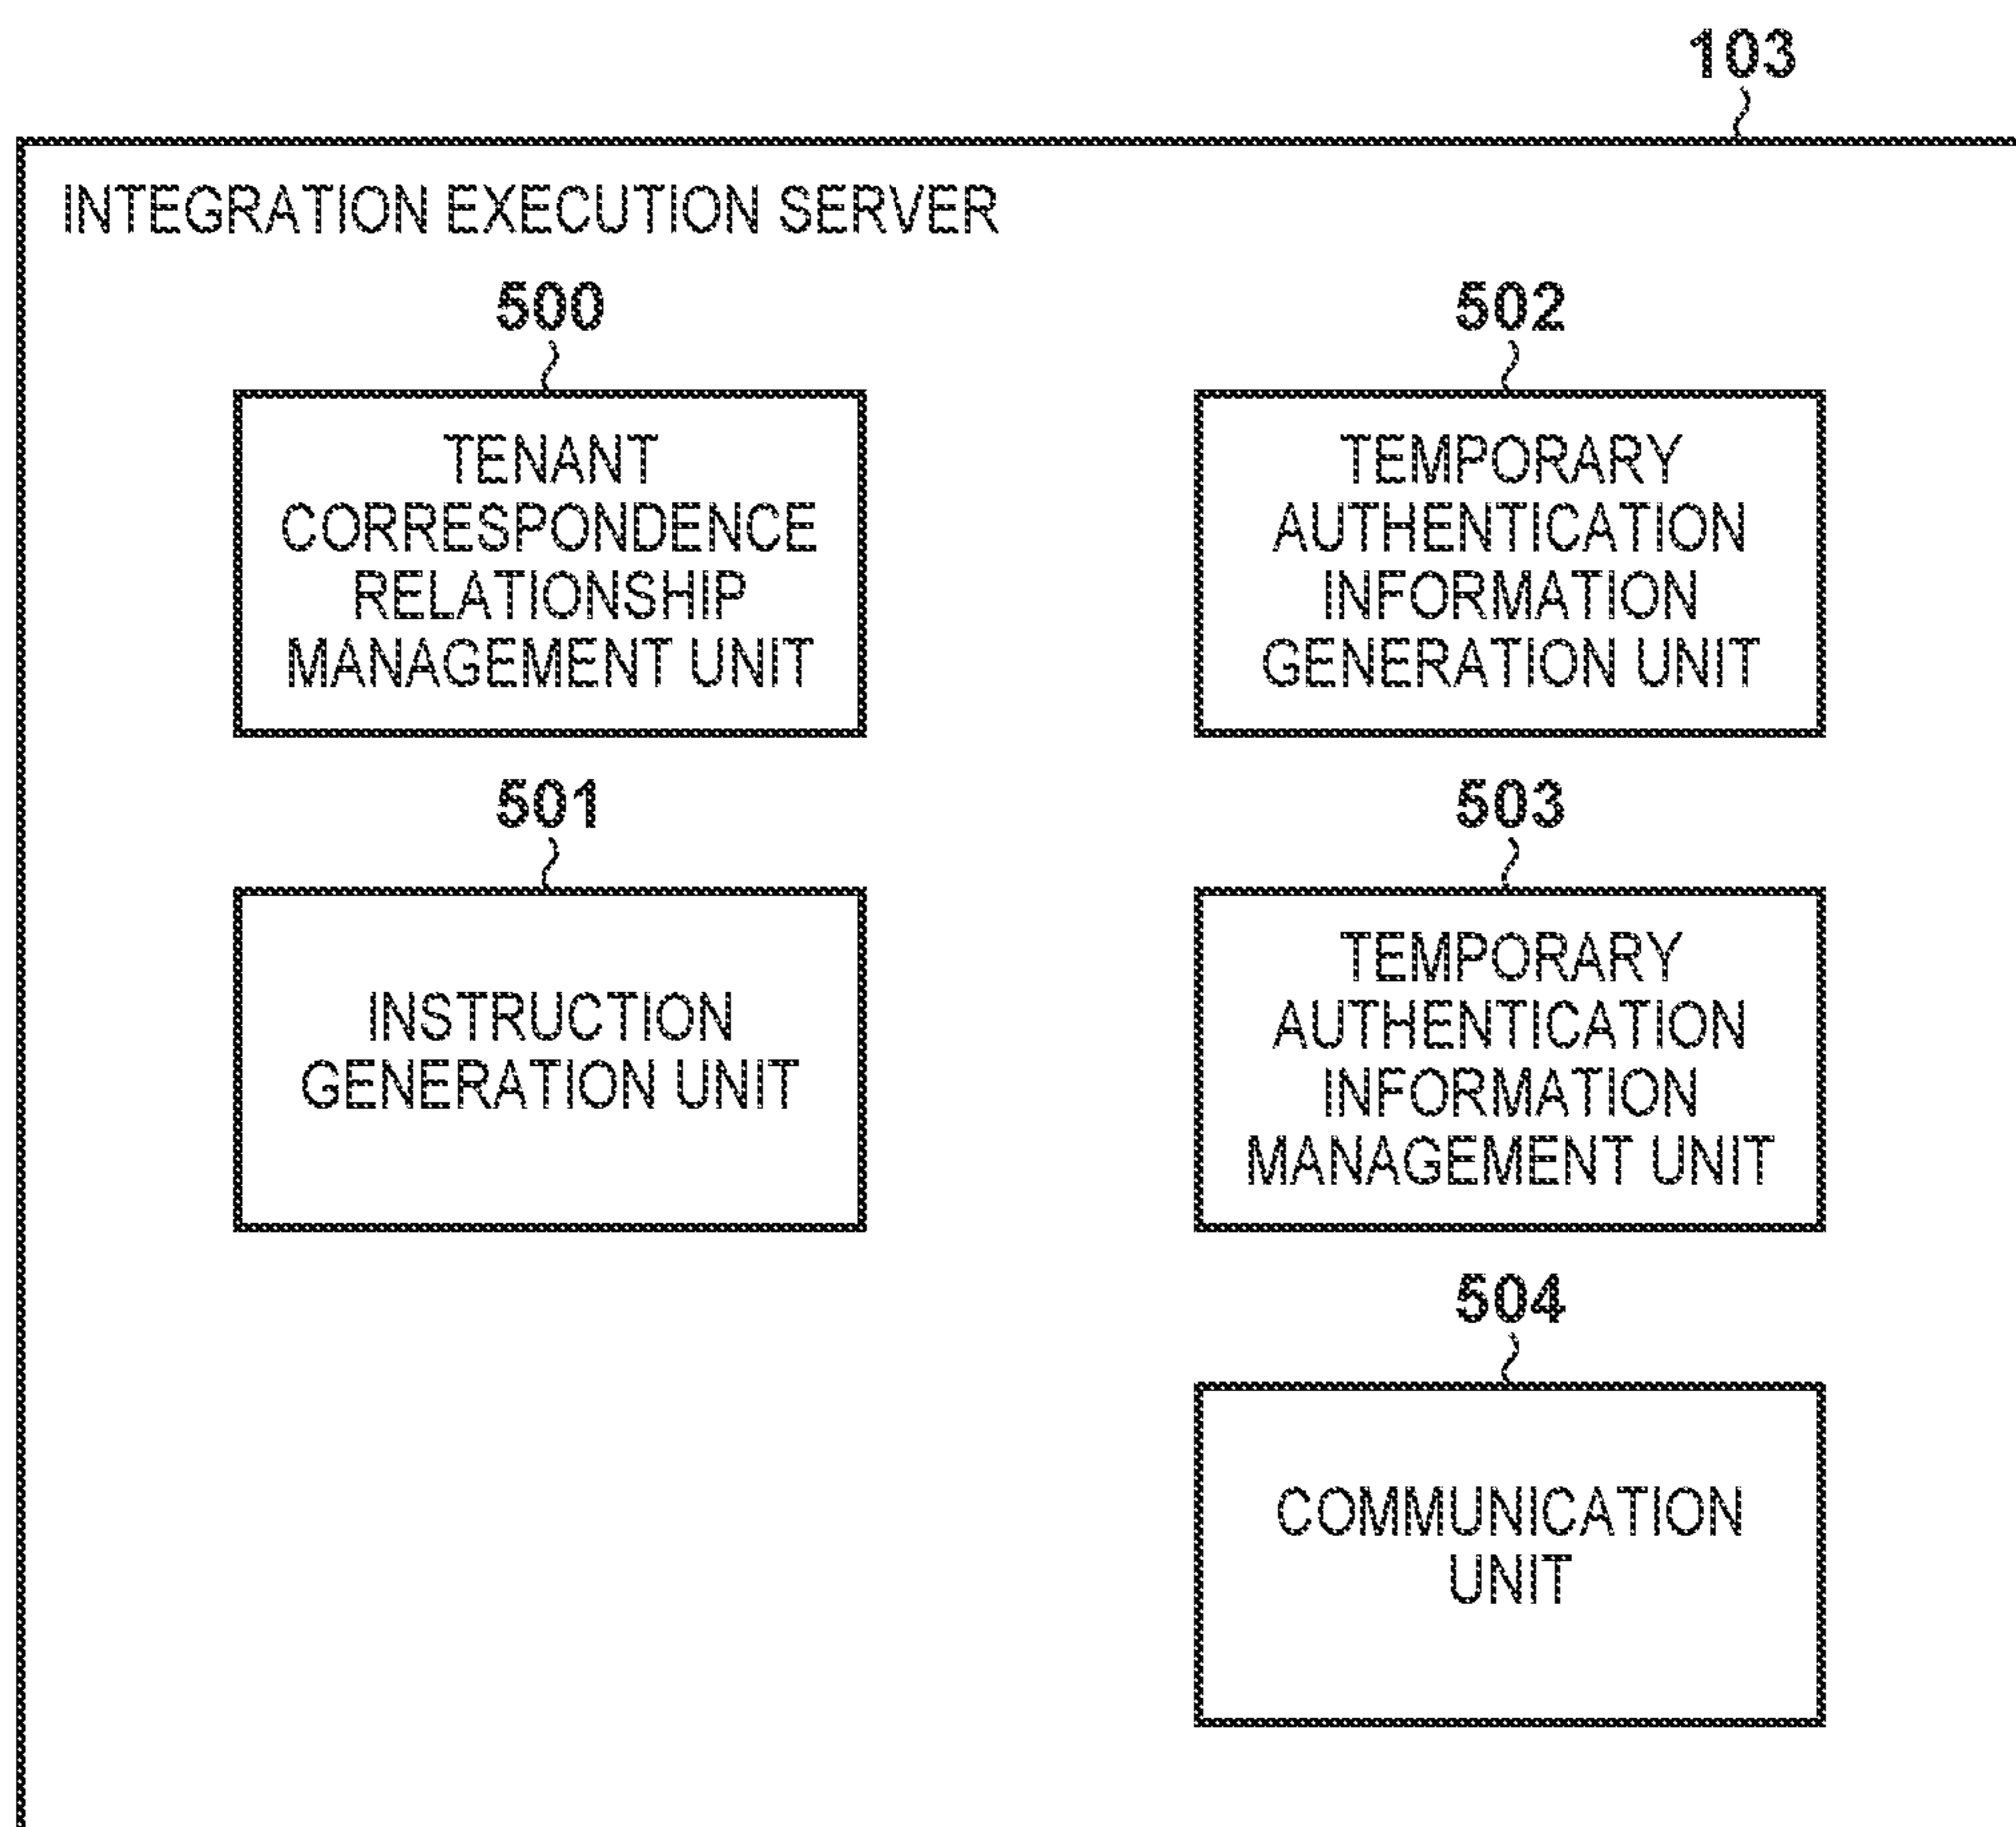 103
INTEGRATION EXECUTION SERVER
500
TENANT
CORRESPONDENCE
RELATIONSHIP
MANAGEMENT UNIT
502
TEMPORARY
AUTHENTICATION
INFORMATION
GENERATION UNIT
501
INSTRUCTION
GENERATION UNIT
503
TEMPORARY
AUTHENTICATION
INFORMATION
MANAGEMENT UNIT
504
COMMUNICATION
UNIT